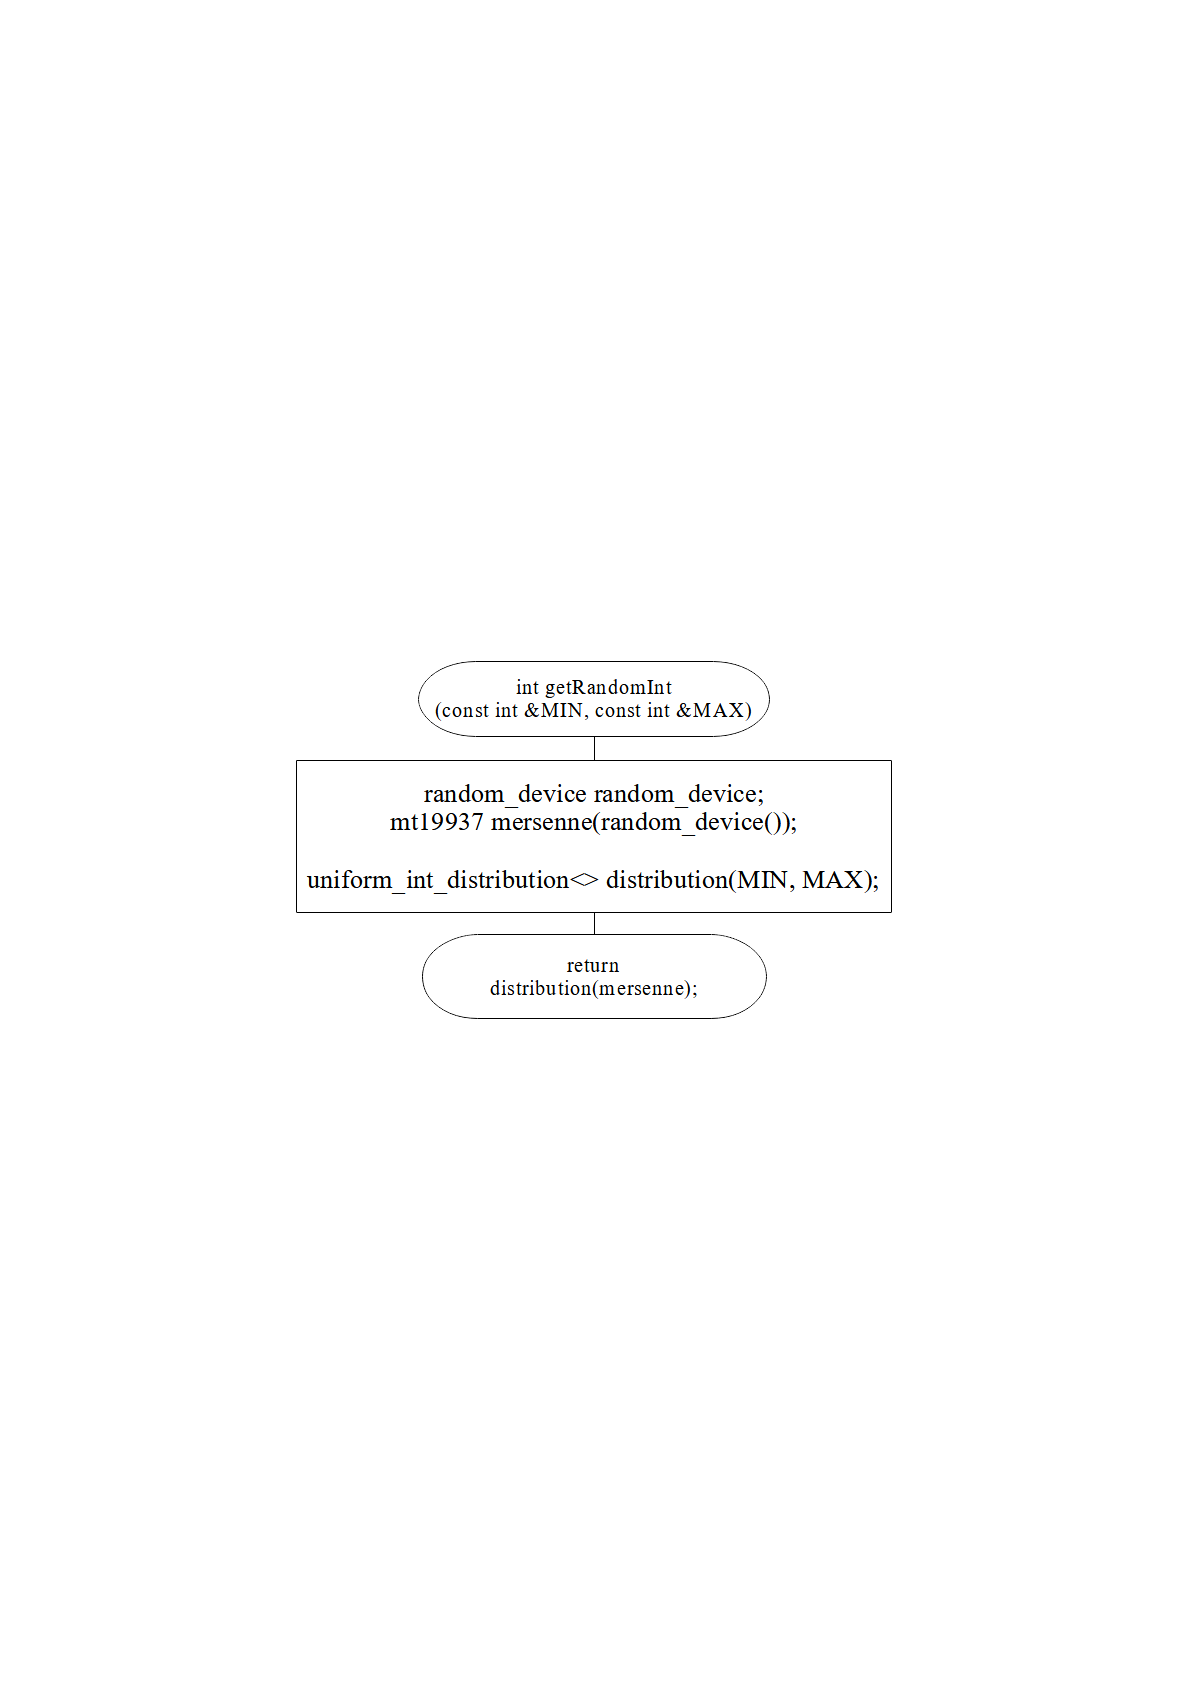 int getRandomInt
(const int &MIN, const int &MAX)
random_device random_device;
mt19937 mersenne(random_device());
uniform_int_distribution<> distribution(MIN, MAX);
return
distribution(mersenne);